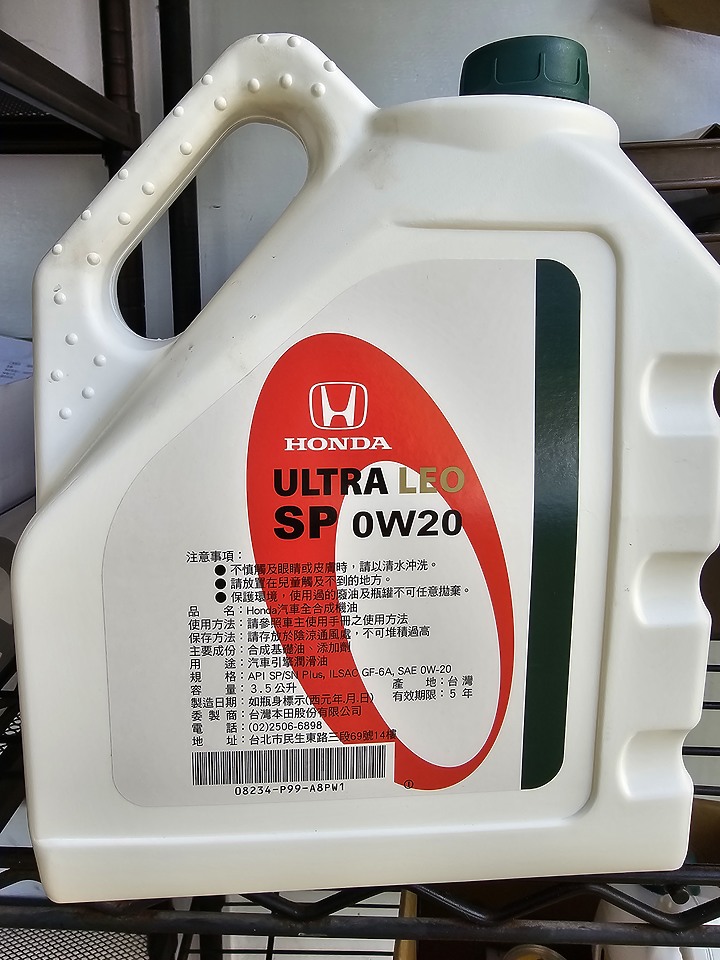 HONDA
ULTRA LEO
SP 0W20
注意事項：
● 不慎觸及眼睛或皮膚時，請以清水沖洗。
● 請放置在兒童觸及不到的地方。
● 保護環境，使用過的廢油及瓶罐不可任意拋棄。
品 名：Honda汽車全合成機油
使用方法：請參照車主使用手冊之使用方法
保存方法：請存放於陰涼通風處，不可堆積過高
主要成份：合成基礎油、添加劑
用 途：汽車引擎潤滑油
規 格：API SP/SN Plus, ILSAC GF-6A, SAE 0W-20
容 量：3.5公升 產 地：台灣
製造日期：如瓶身標示(西元年.月.日) 有效期限：5 年
委 製 商：台灣本田股份有限公司
電 話：(02)2506-6898
地 址：台北市民生東路三段69號14樓
08234-P99-A8PW1